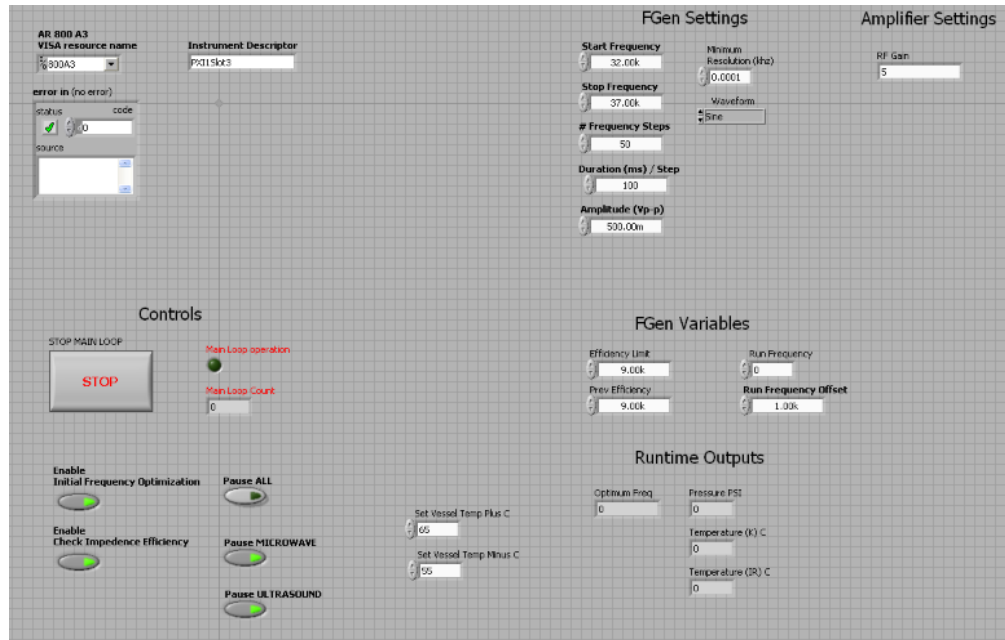 FGen Settings
Amplifier Settings
AR 800 A3
VISA resource name
800A3
Instrument Descriptor
PXI1Slot3
error in (no error)
status
code
0
source
Start Frequency
32.00k
Stop Frequency
37.00k
# Frequency Steps
50
Duration (ms) / Step
100
Amplitude (Vp-p)
500.00m
Minimum
Resolution (khz)
0.0001
Waveform
Sine
RF Gain
5
Controls
STOP MAIN LOOP
STOP
Main Loop operation
Main Loop Count
0
Enable
Initial Frequency Optimization
Enable
Check Impedence Efficiency
Pause ALL
Pause MICROWAVE
Pause ULTRASOUND
Set Vessel Temp Plus C
65
Set Vessel Temp Minus C
55
FGen Variables
Efficiency Limit
9.00k
Prev Efficiency
9.00k
Run Frequency
0
Run Frequency Offset
1.00k
Runtime Outputs
Optimum Freq
0
Pressure PSI
0
Temperature (K) C
0
Temperature (IR) C
0